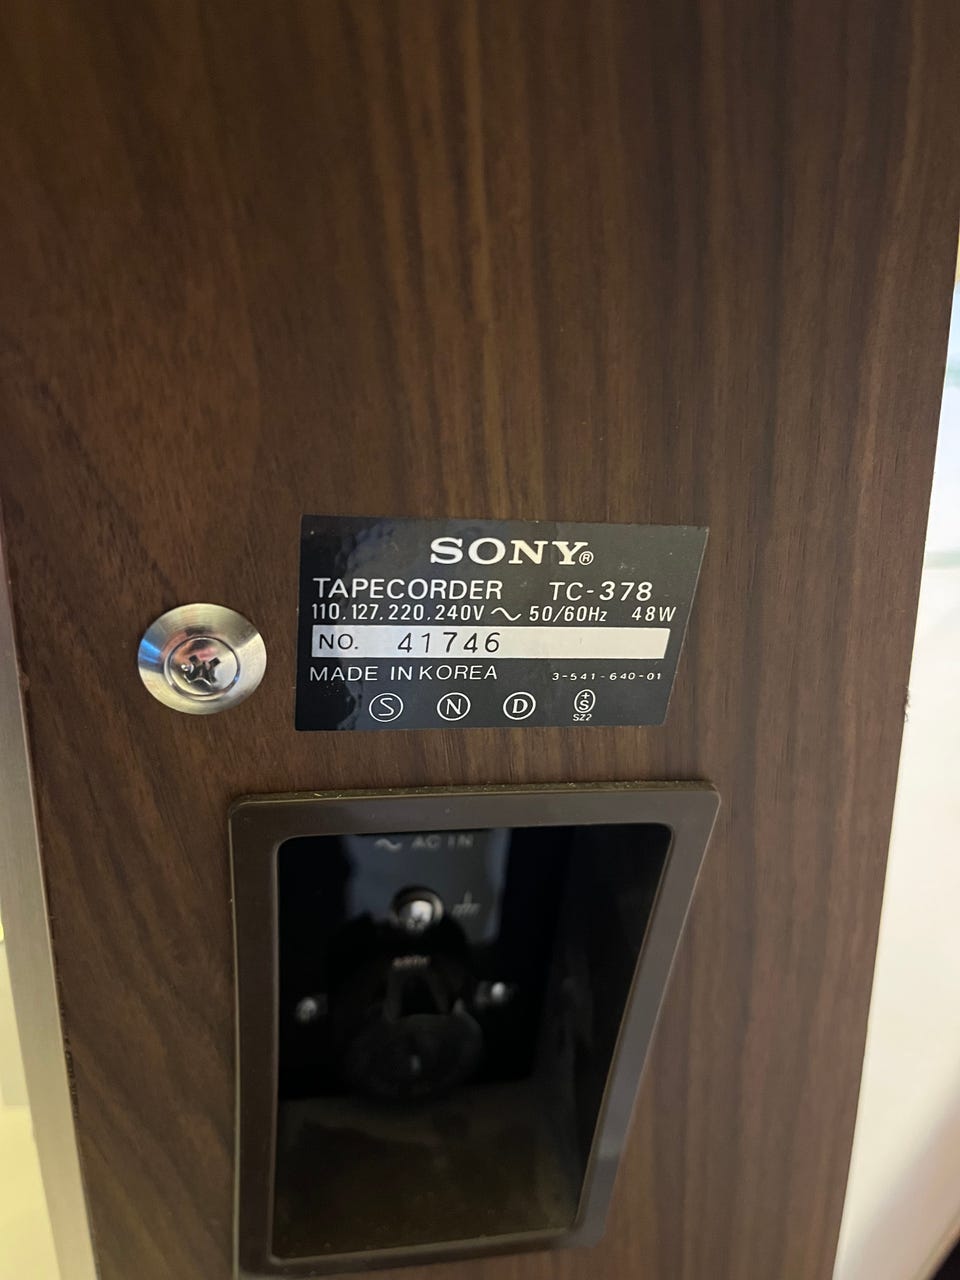 SONY®
TAPECORDER TC-378
110, 127, 220, 240V ~ 50/60Hz 48W
NO. 41746
MADE IN KOREA 3-541-640-01
S N D +S
SZ2
~ AC IN